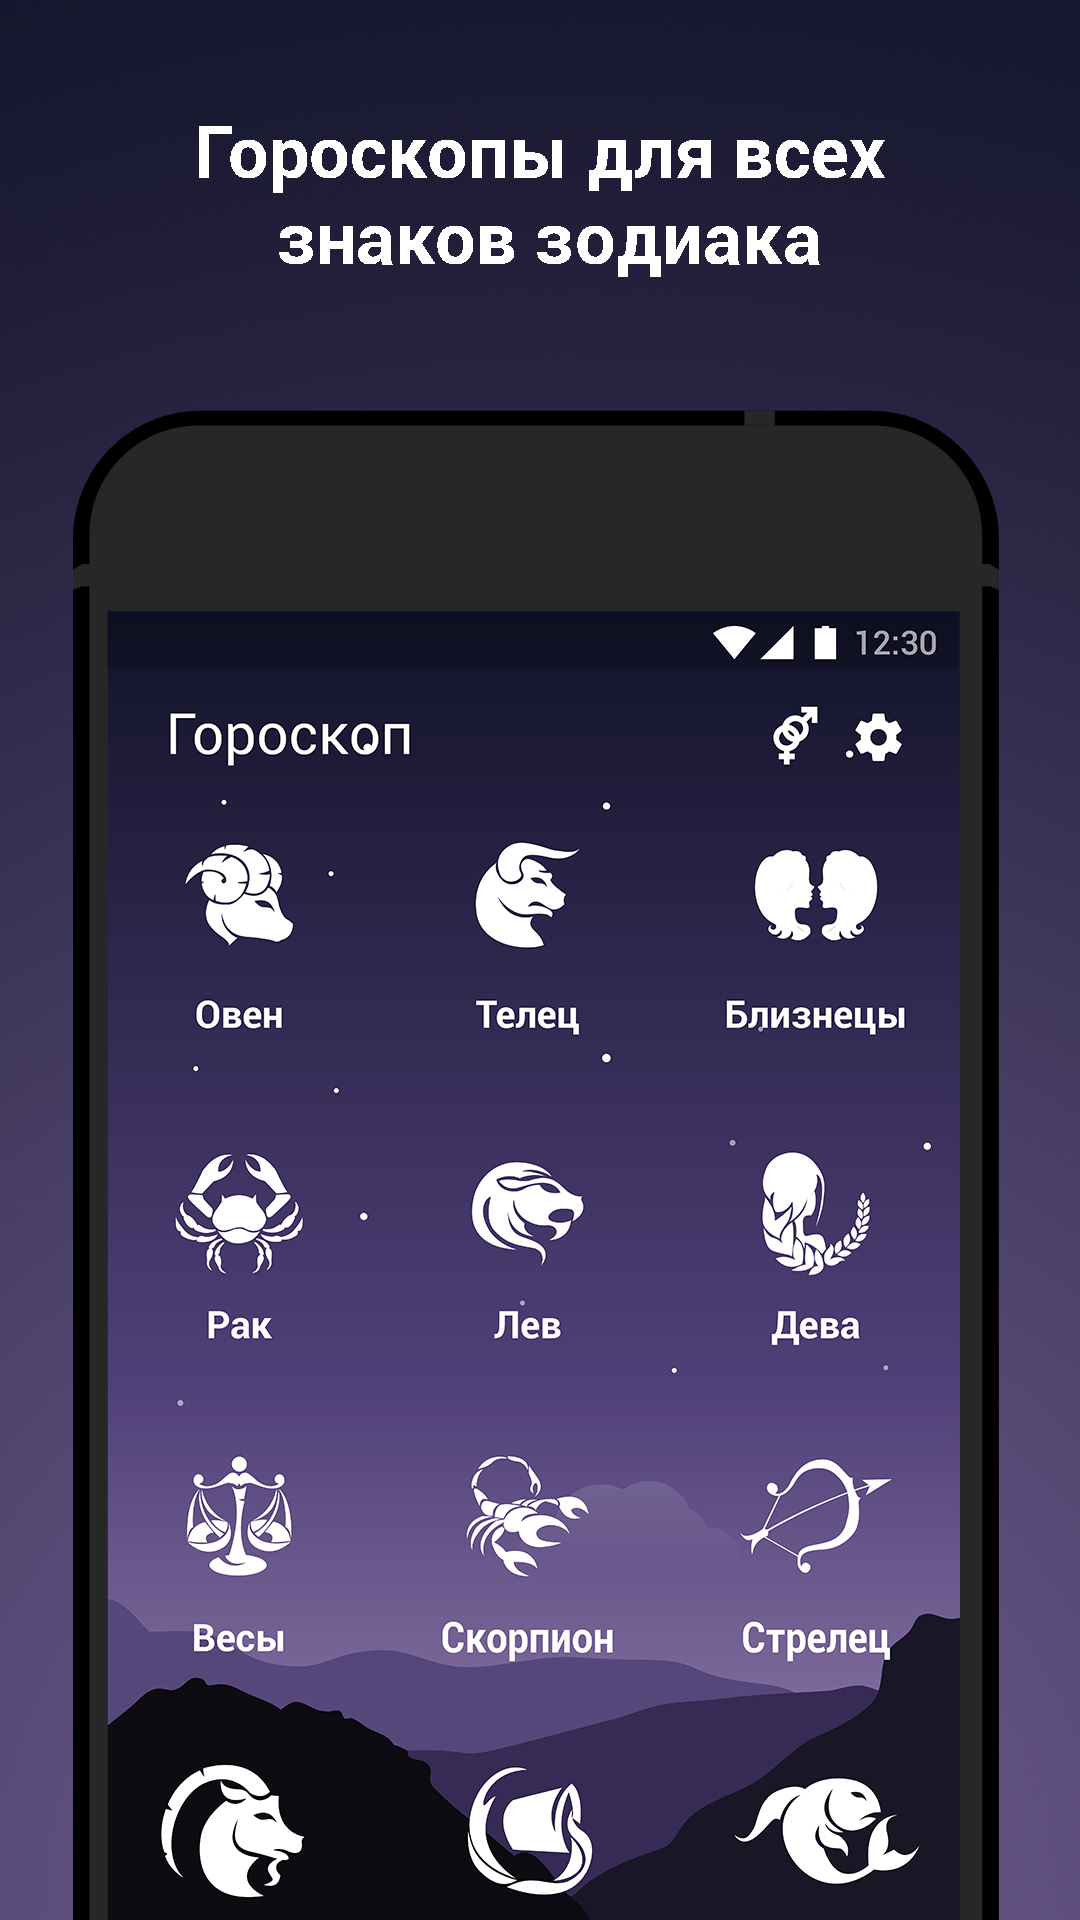 Гороскопы для всех
знаков зодиака
12:30
Гороскоп
Овен Телец Близнецы
Рак Лев Дева
Весы Скорпион Стрелец